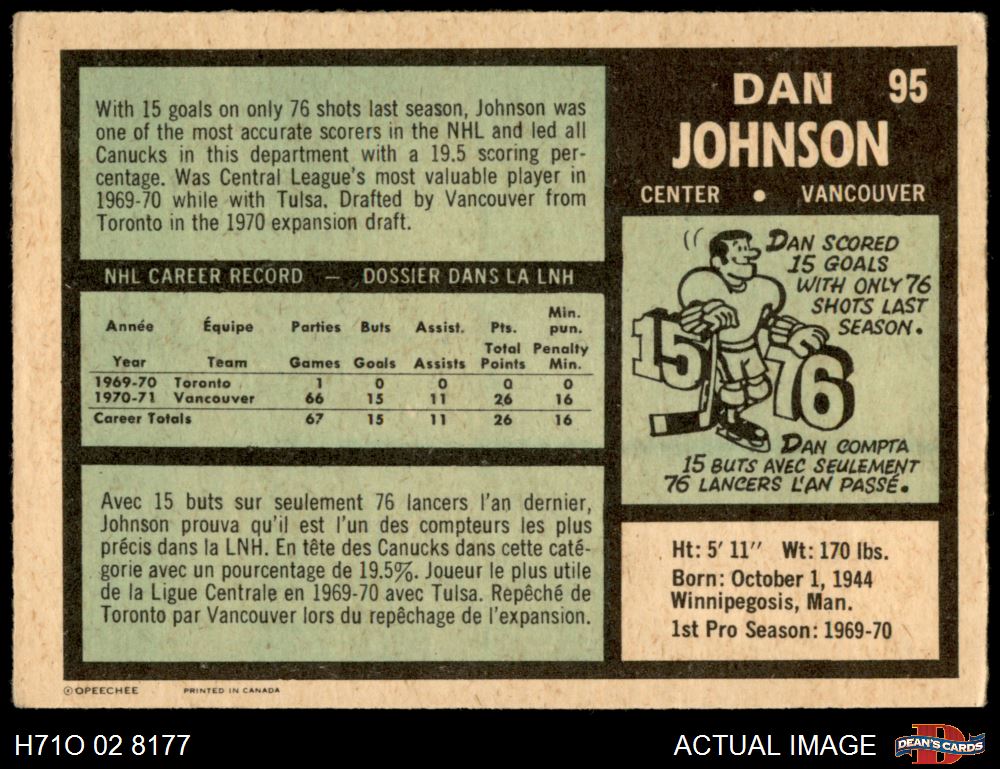 With 15 goals on only 76 shots last season, Johnson was
one of the most accurate scorers in the NHL and led all
Canucks in this department with a 19.5 scoring per-
centage. Was Central League's most valuable player in
1969-70 while with Tulsa. Drafted by Vancouver from
Toronto in the 1970 expansion draft.
NHL CAREER RECORD — DOSSIER DANS LA LNH
Année Équipe Parties Buts Assist. Pts. Min. pun.
Year Team Games Goals Assists Total Points Penalty Min.
1969-70 Toronto 1 0 0 0 0
1970-71 Vancouver 66 15 11 26 16
Career Totals 67 15 11 26 16
Avec 15 buts sur seulement 76 lancers l'an dernier,
Johnson prouva qu'il est l'un des compteurs les plus
précis dans la LNH. En tête des Canucks dans cette caté-
gorie avec un pourcentage de 19.5%. Joueur le plus utile
de la Ligue Centrale en 1969-70 avec Tulsa. Repêché de
Toronto par Vancouver lors du repêchage de l'expansion.
DAN 95
JOHNSON
CENTER • VANCOUVER
DAN SCORED
15 GOALS
WITH ONLY 76
SHOTS LAST
SEASON.
15 76
DAN COMPTA
15 BUTS AVEC SEULEMENT
76 LANCERS L'AN PASSÉ.
Ht: 5' 11" Wt: 170 lbs.
Born: October 1, 1944
Winnipegosis, Man.
1st Pro Season: 1969-70
© OPEECHEE PRINTED IN CANADA
H71O 02 8177 ACTUAL IMAGE D DEAN'S CARDS